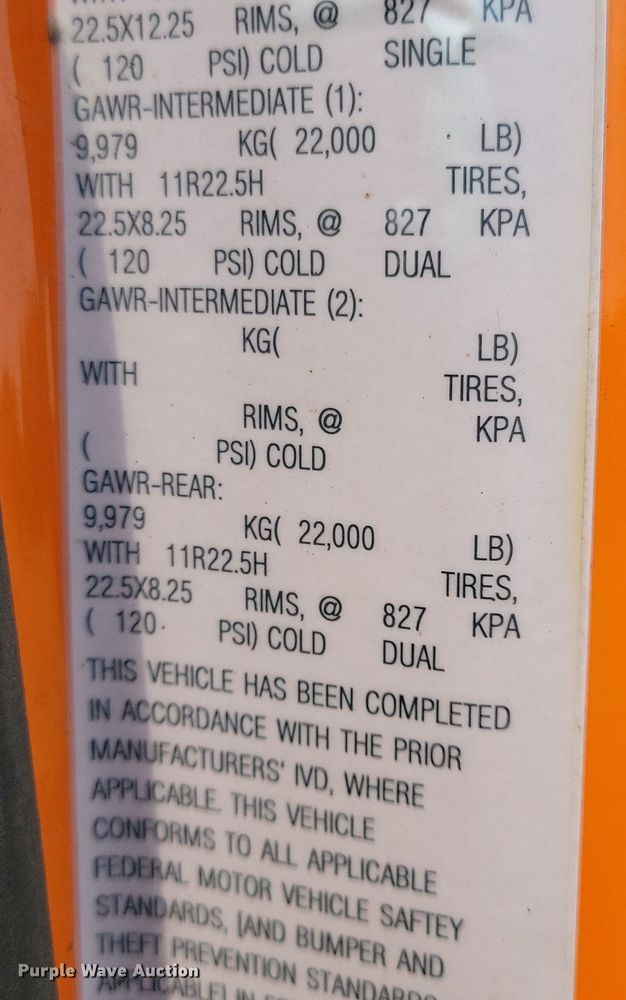 22.5X12.25 RIMS, @ 827 KPA
( 120 PSI) COLD SINGLE
GAWR-INTERMEDIATE (1):
9,979 KG( 22,000 LB)
WITH 11R22.5H TIRES,
22.5X8.25 RIMS, @ 827 KPA
( 120 PSI) COLD DUAL
GAWR-INTERMEDIATE (2):
KG( LB)
WITH TIRES,
RIMS, @ KPA
( PSI) COLD
GAWR-REAR:
9,979 KG( 22,000 LB)
WITH 11R22.5H TIRES,
22.5X8.25 RIMS, @ 827 KPA
( 120 PSI) COLD DUAL
THIS VEHICLE HAS BEEN COMPLETED
IN ACCORDANCE WITH THE PRIOR
MANUFACTURERS' IVD, WHERE
APPLICABLE. THIS VEHICLE
CONFORMS TO ALL APPLICABLE
FEDERAL MOTOR VEHICLE SAFTEY
STANDARDS, [AND BUMPER AND
THEFT PREVENTION STANDARDS
APPLICABLE] IN
Purple Wave Auction